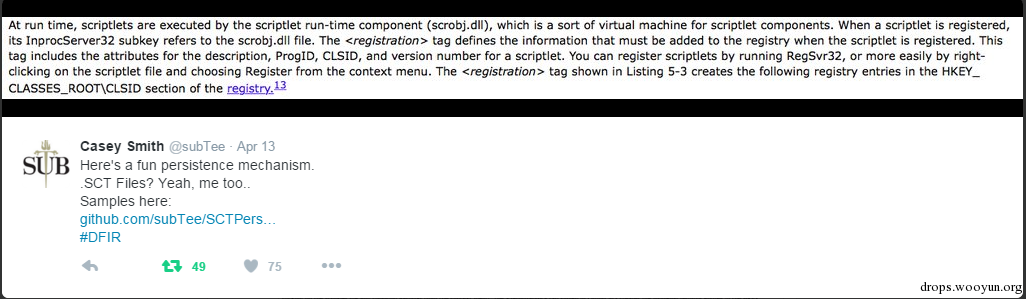 At run time, scriptlets are executed by the scriptlet run-time component (scrobj.dll), which is a sort of virtual machine for scriptlet components. When a scriptlet is registered,
its InprocServer32 subkey refers to the scrobj.dll file. The <registration> tag defines the information that must be added to the registry when the scriptlet is registered. This
tag includes the attributes for the description, ProgID, CLSID, and version number for a scriptlet. You can register scriptlets by running RegSvr32, or more easily by right-
clicking on the scriptlet file and choosing Register from the context menu. The <registration> tag shown in Listing 5-3 creates the following registry entries in the HKEY_
CLASSES_ROOT\CLSID section of the registry.13
SUB
Casey Smith @subTee · Apr 13
Here's a fun persistence mechanism.
.SCT Files? Yeah, me too..
Samples here:
github.com/subTee/SCTPers…
#DFIR
49 75
drops.wooyun.org